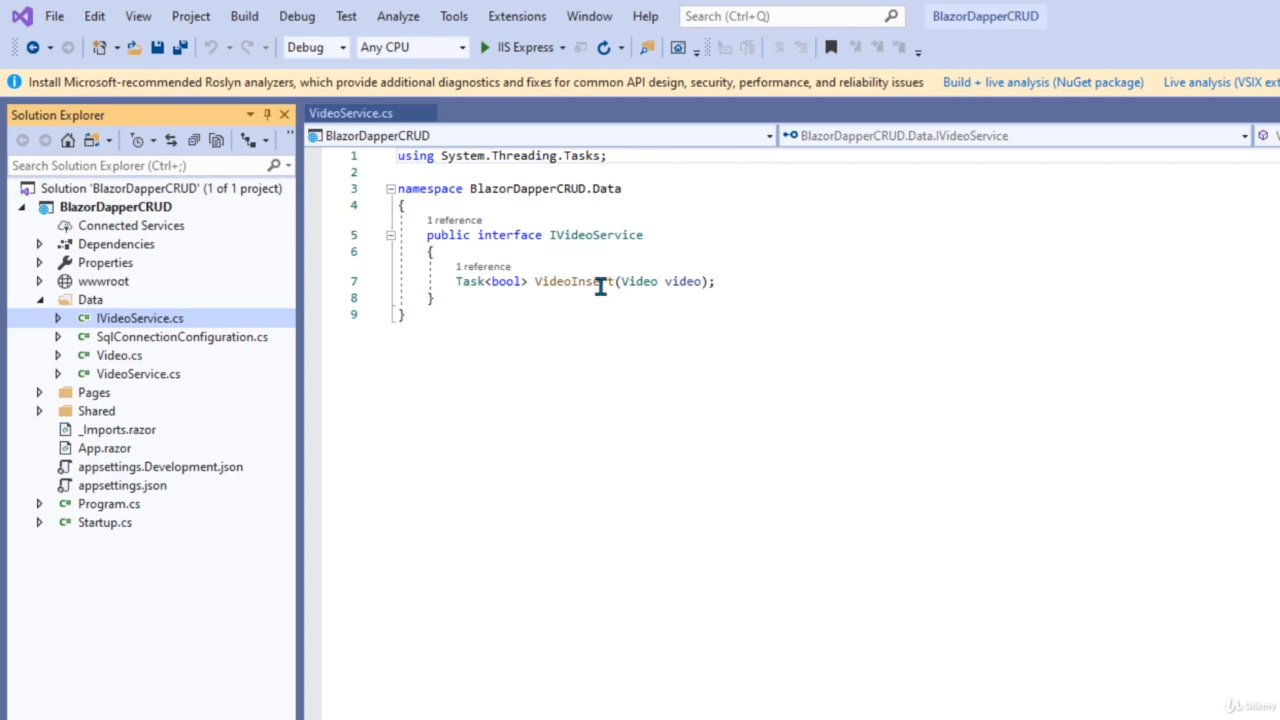 File Edit View Project Build Debug Test Analyze Tools Extensions Window Help Search (Ctrl+Q) BlazorDapperCRUD
Debug Any CPU IIS Express
Install Microsoft-recommended Roslyn analyzers, which provide additional diagnostics and fixes for common API design, security, performance, and reliability issues Build + live analysis (NuGet package) Live analysis (VSIX ext
Solution Explorer
Search Solution Explorer (Ctrl+;)
Solution 'BlazorDapperCRUD' (1 of 1 project)
BlazorDapperCRUD
Connected Services
Dependencies
Properties
wwwroot
Data
IVideoService.cs
SqlConnectionConfiguration.cs
Video.cs
VideoService.cs
Pages
Shared
_Imports.razor
App.razor
appsettings.Development.json
appsettings.json
Program.cs
Startup.cs
VideoService.cs
BlazorDapperCRUD BlazorDapperCRUD.Data.IVideoService
1 using System.Threading.Tasks;
2
3 namespace BlazorDapperCRUD.Data
4 {
1 reference
5 public interface IVideoService
6 {
1 reference
7 Task<bool> VideoInsert(Video video);
8 }
9 }
Udemy